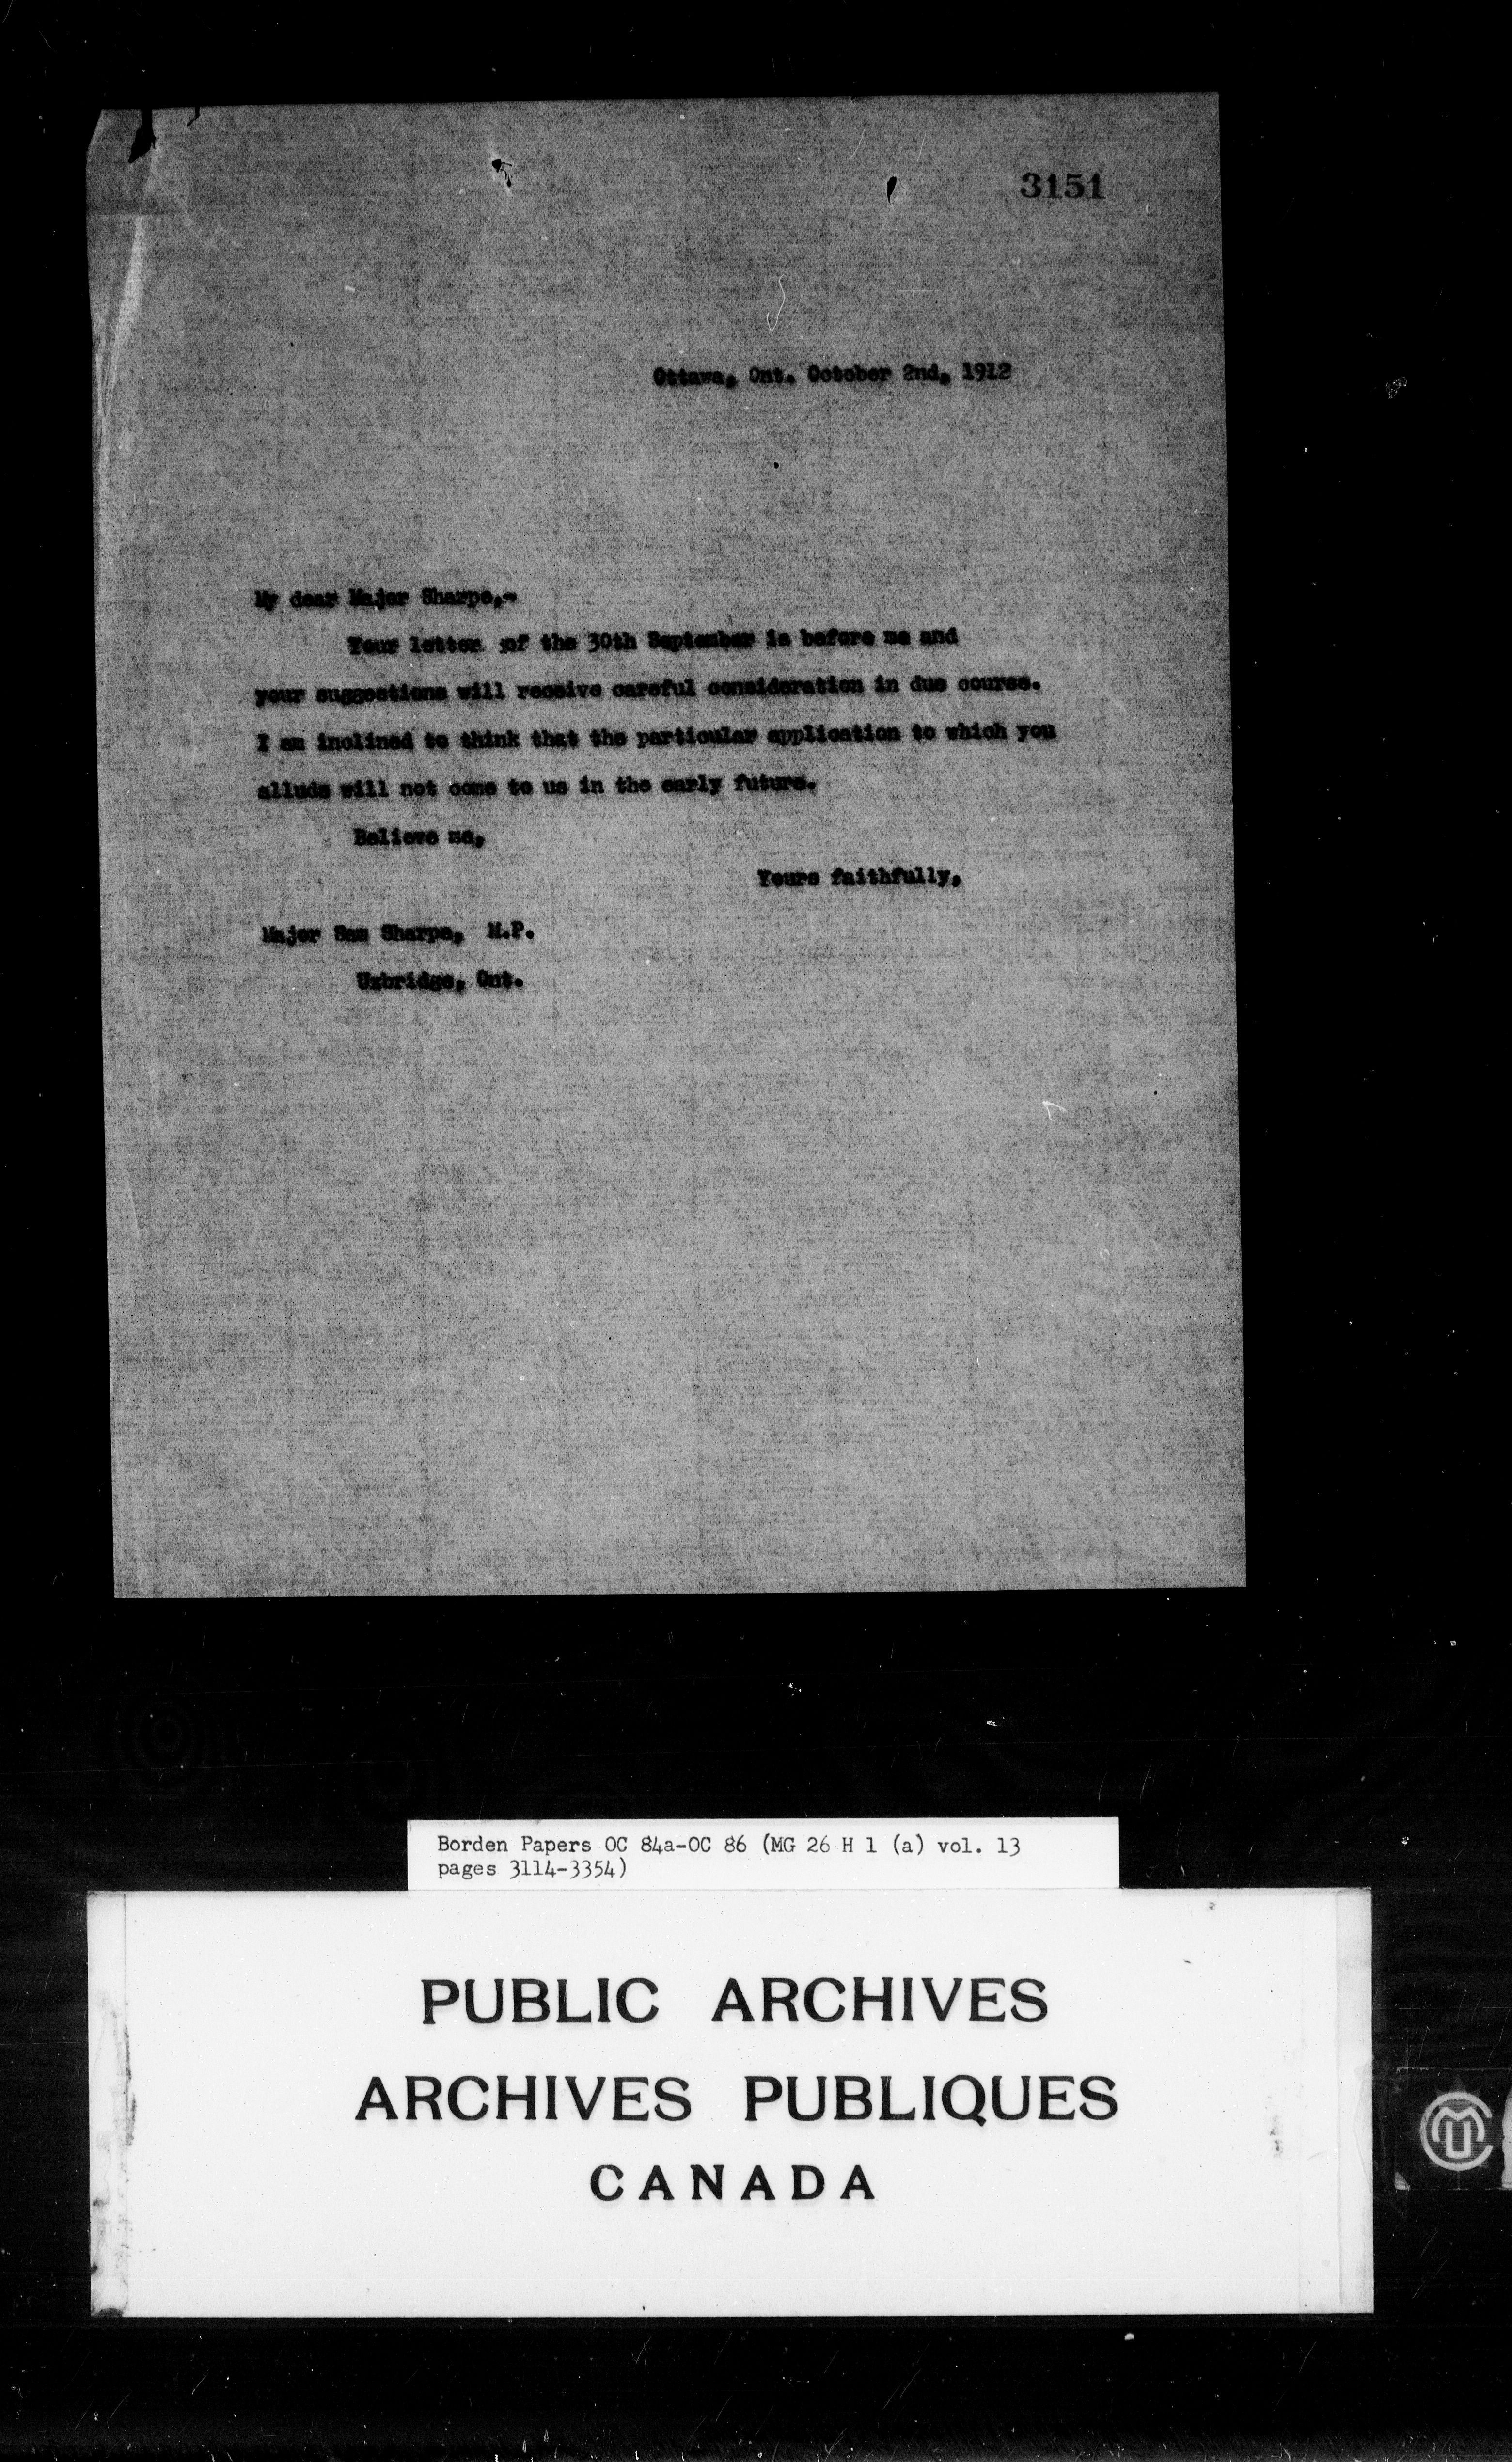 3151
Ottawa, Ont. October 2nd, 1912
My dear Major Sharpe,-
Your letter of the 30th September is before me and
your suggestions will receive careful consideration in due course.
I am inclined to think that the particular application to which you
allude will not come to us in the early future.
Believe me,
Yours faithfully,
Major Sam Sharpe, M.P.
Uxbridge, Ont.
Borden Papers OC 84a-OC 86 (MG 26 H 1 (a) vol. 13
pages 3114-3354)
PUBLIC ARCHIVES
ARCHIVES PUBLIQUES
CANADA